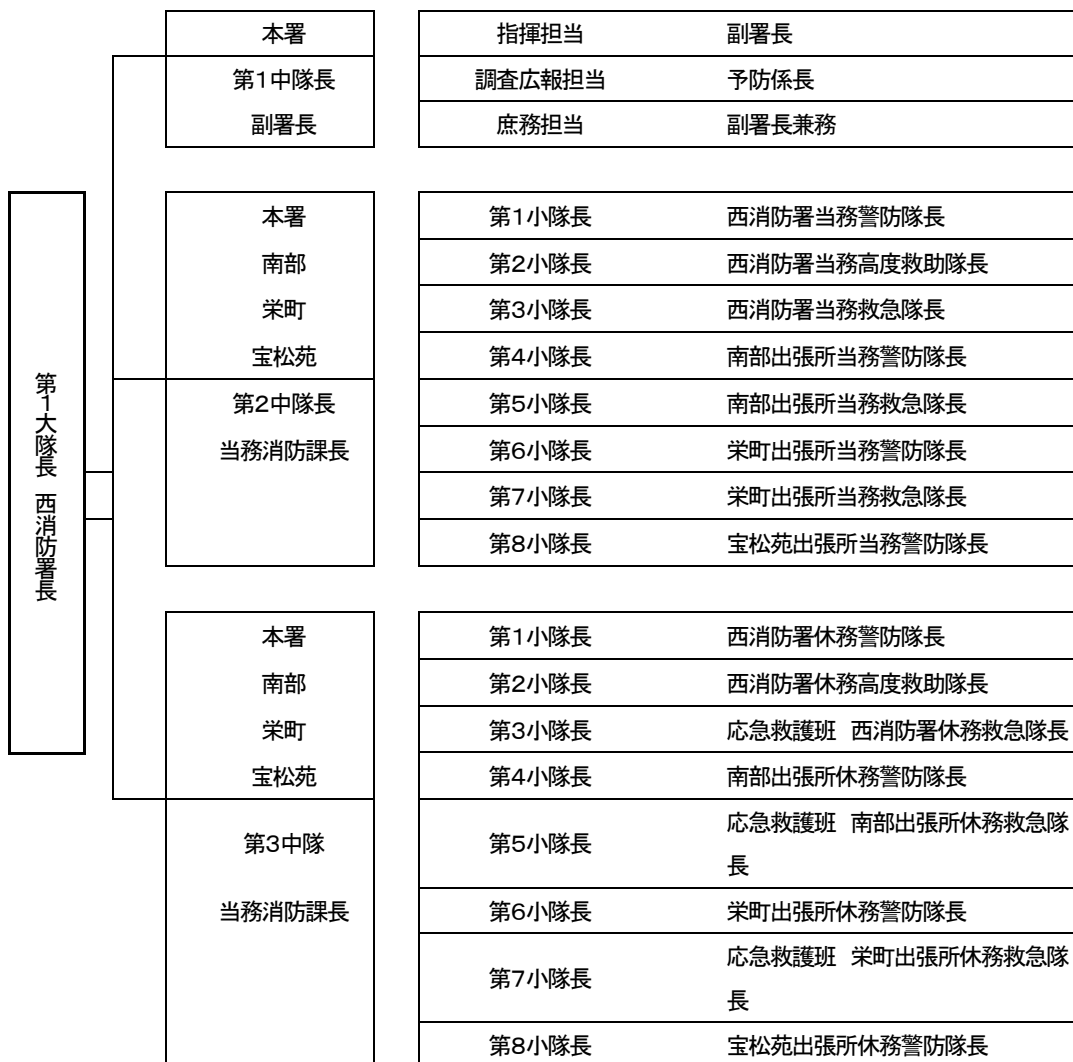 本署 指揮担当 副署長
第1中隊長 調査広報担当 予防係長
副署長 庶務担当 副署長兼務
第1大隊長 西消防署長
本署 第1小隊長 西消防署当務警防隊長
南部 第2小隊長 西消防署当務高度救助隊長
栄町 第3小隊長 西消防署当務救急隊長
宝松苑 第4小隊長 南部出張所当務警防隊長
第2中隊長 第5小隊長 南部出張所当務救急隊長
当務消防課長 第6小隊長 栄町出張所当務警防隊長
第7小隊長 栄町出張所当務救急隊長
第8小隊長 宝松苑出張所当務警防隊長
本署 第1小隊長 西消防署休務警防隊長
南部 第2小隊長 西消防署休務高度救助隊長
栄町 第3小隊長 応急救護班 西消防署休務救急隊長
宝松苑 第4小隊長 南部出張所休務警防隊長
第3中隊 第5小隊長 応急救護班 南部出張所休務救急隊
長
当務消防課長 第6小隊長 栄町出張所休務警防隊長
第7小隊長 応急救護班 栄町出張所休務救急隊
長
第8小隊長 宝松苑出張所休務警防隊長